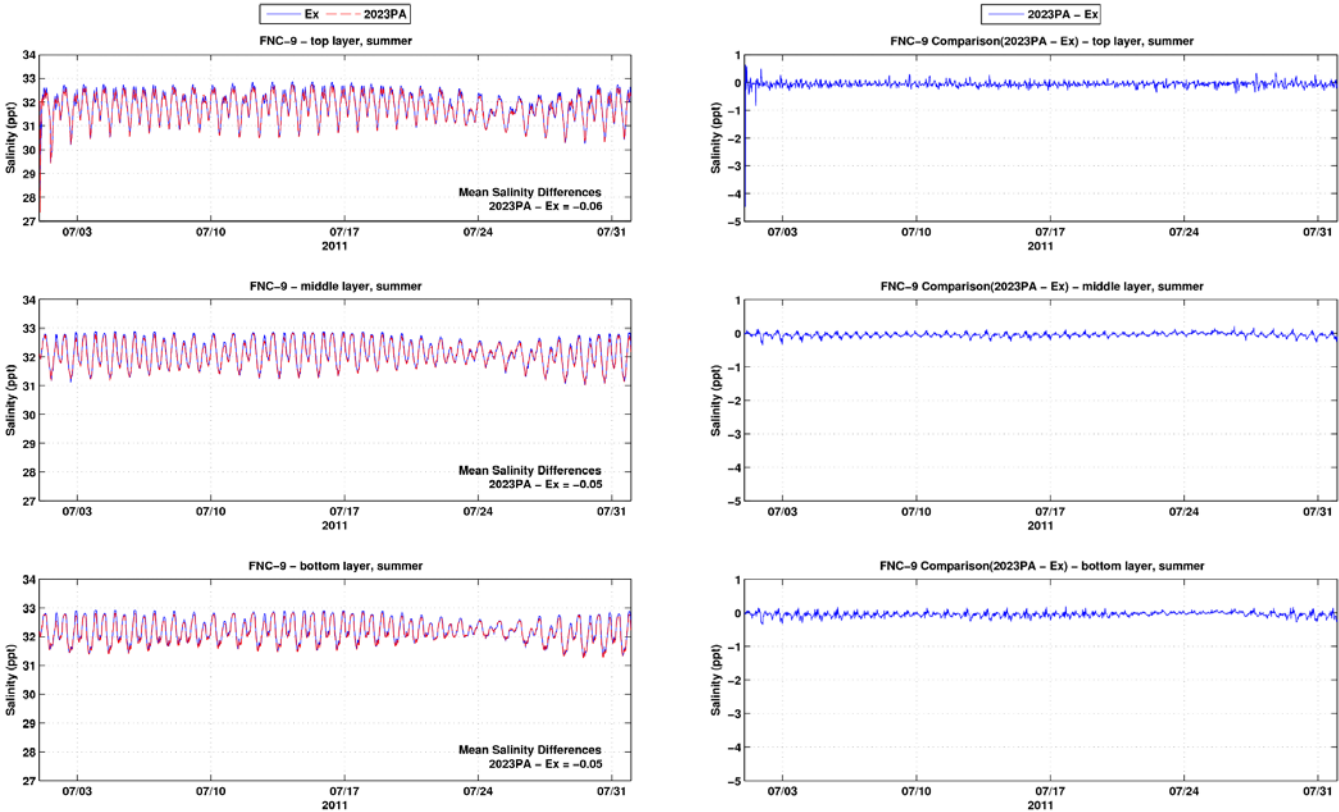 Ex 2023PA
FNC-9 – top layer, summer
34
33
32
31
30
29
28
27
Salinity (ppt)
Mean Salinity Differences
2023PA – Ex = –0.06
07/03 07/10 07/17 07/24 07/31
2011
2023PA – Ex
FNC-9 Comparison(2023PA – Ex) – top layer, summer
1
0
–1
–2
–3
–4
–5
Salinity (ppt)
07/03 07/10 07/17 07/24 07/31
2011
FNC-9 – middle layer, summer
34
33
32
31
30
29
28
27
Salinity (ppt)
Mean Salinity Differences
2023PA – Ex = –0.05
07/03 07/10 07/17 07/24 07/31
2011
FNC-9 Comparison(2023PA – Ex) – middle layer, summer
1
0
–1
–2
–3
–4
–5
Salinity (ppt)
07/03 07/10 07/17 07/24 07/31
2011
FNC-9 – bottom layer, summer
34
33
32
31
30
29
28
27
Salinity (ppt)
Mean Salinity Differences
2023PA – Ex = –0.05
07/03 07/10 07/17 07/24 07/31
2011
FNC-9 Comparison(2023PA – Ex) – bottom layer, summer
1
0
–1
–2
–3
–4
–5
Salinity (ppt)
07/03 07/10 07/17 07/24 07/31
2011